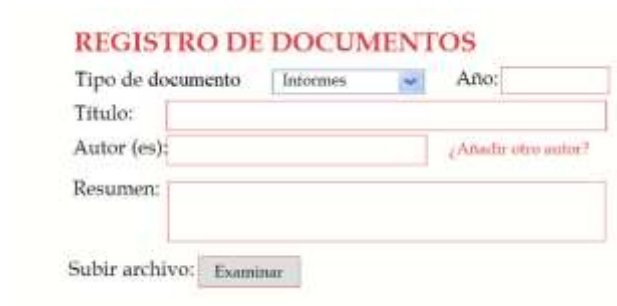 REGISTRO DE DOCUMENTOS
Tipo de documento Informes Año:
Título:
Autor (es): ¿Añadir otro autor?
Resumen:
Subir archivo: Examinar